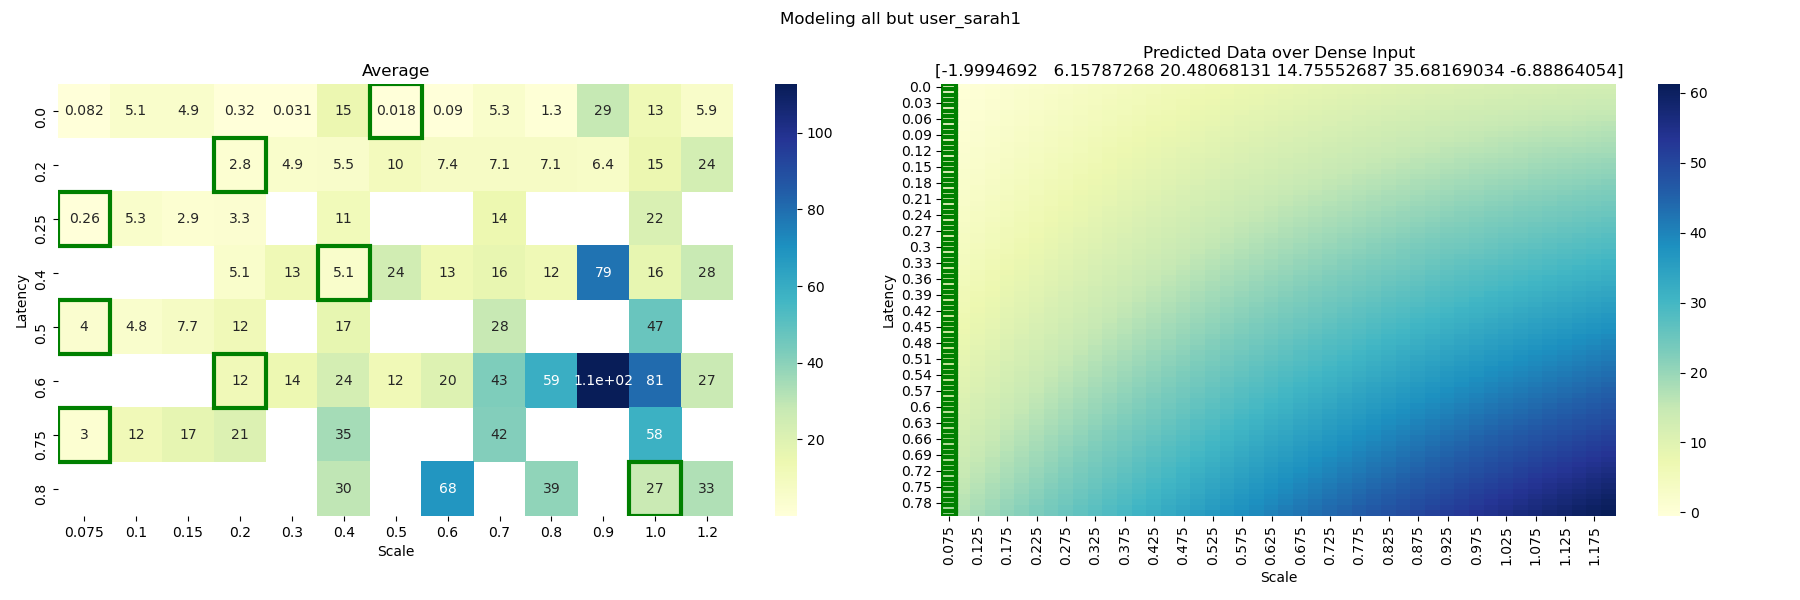 Modeling all but user_sarah1
Average
0.0 0.082 5.1 4.9 0.32 0.031 15 0.018 0.09 5.3 1.3 29 13 5.9
0.2 2.8 4.9 5.5 10 7.4 7.1 7.1 6.4 15 24
0.25 0.26 5.3 2.9 3.3 11 14 22
0.4 5.1 13 5.1 24 13 16 12 79 16 28
0.5 4 4.8 7.7 12 17 28 47
0.6 12 14 24 12 20 43 59 1.1e+02 81 27
0.75 3 12 17 21 35 42 58
0.8 30 68 39 27 33
0.075 0.1 0.15 0.2 0.3 0.4 0.5 0.6 0.7 0.8 0.9 1.0 1.2
Scale
Latency
100
80
60
40
20
Predicted Data over Dense Input
[-1.9994692 6.15787268 20.48068131 14.75552687 35.68169034 -6.88864054]
0.0
0.03
0.06
0.09
0.12
0.15
0.18
0.21
0.24
0.27
0.3
0.33
0.36
0.39
0.42
0.45
0.48
0.51
0.54
0.57
0.6
0.63
0.66
0.69
0.72
0.75
0.78
0.075 0.125 0.175 0.225 0.275 0.325 0.375 0.425 0.475 0.525 0.575 0.625 0.675 0.725 0.775 0.825 0.875 0.925 0.975 1.025 1.075 1.125 1.175
Scale
Latency
60
50
40
30
20
10
0